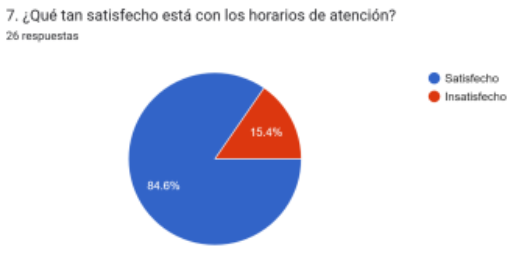 7. ¿Qué tan satisfecho está con los horarios de atención?
26 respuestas
Satisfecho
Insatisfecho
15.4%
84.6%